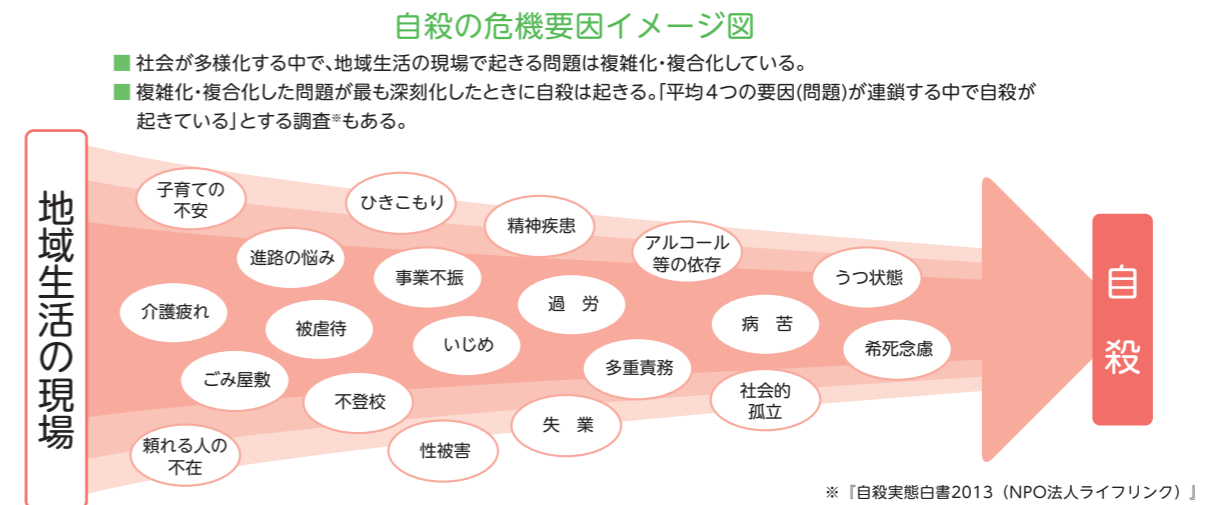 自殺の危機要因イメージ図
■ 社会が多様化する中で、地域生活の現場で起きる問題は複雑化・複合化している。
■ 複雑化・複合化した問題が最も深刻化したときに自殺は起きる。「平均4つの要因(問題)が連鎖する中で自殺が
起きている」とする調査※もある。
地域生活の現場
子育ての
不安
ひきこもり
精神疾患
アルコール
等の依存
うつ状態
進路の悩み
事業不振
過 労
介護疲れ
被虐待
いじめ
病 苦
希死念慮
ごみ屋敷
不登校
多重責務
社会的
孤立
頼れる人の
不在
性被害
失 業
自殺
※『自殺実態白書2013（NPO法人ライフリンク）』